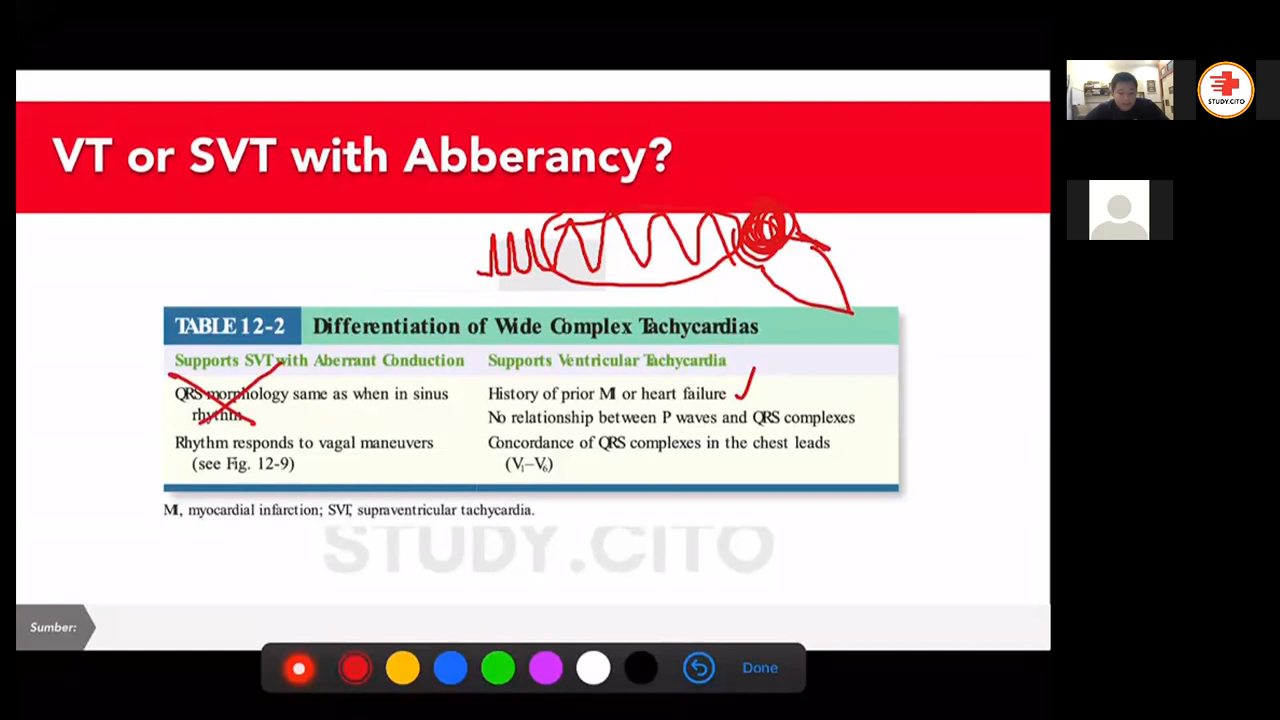 VT or SVT with Abberancy?
STUDY.CITO
TABLE 12-2 Differentiation of Wide Complex Tachycardias
Supports SVT with Aberrant Conduction
QRS morphology same as when in sinus
rhythm
Rhythm responds to vagal maneuvers
(see Fig. 12-9)
Supports Ventricular Tachycardia
History of prior MI or heart failure
No relationship between P waves and QRS complexes
Concordance of QRS complexes in the chest leads
(V1–V6)
MI, myocardial infarction; SVT, supraventricular tachycardia.
STUDY.CITO
Sumber:
Done